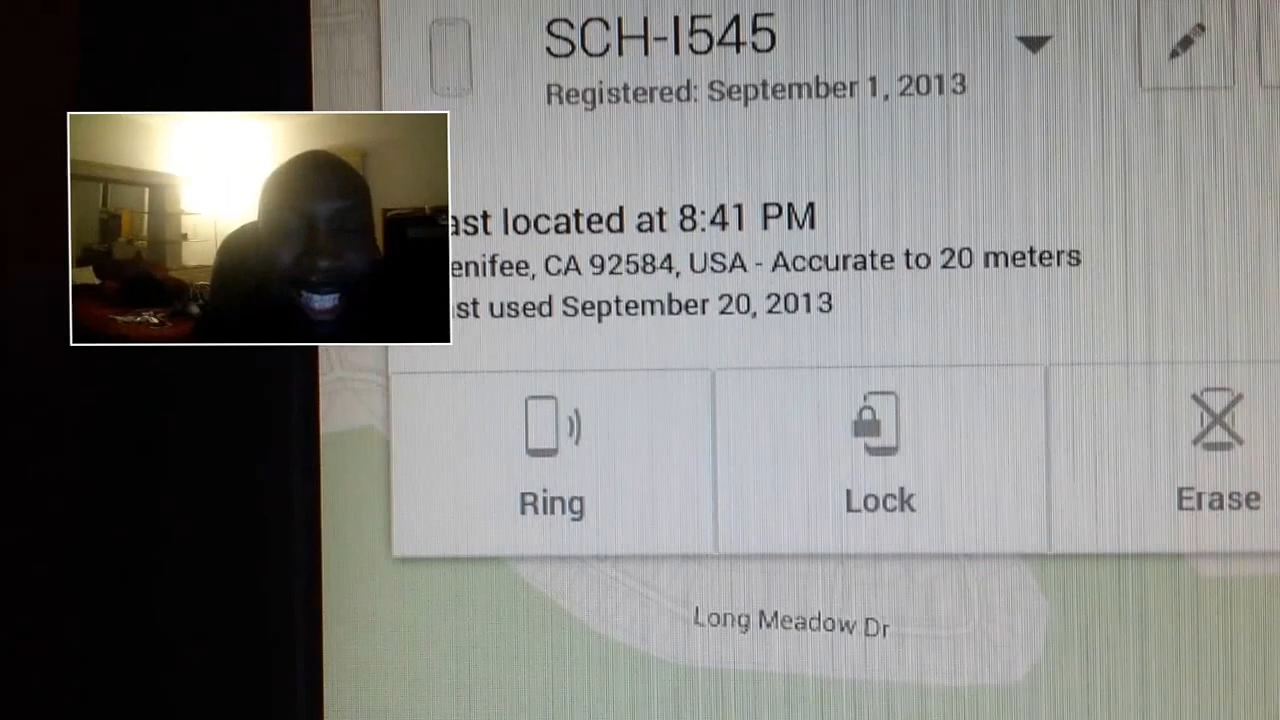 SCH-I545
Registered: September 1, 2013
ast located at 8:41 PM
enifee, CA 92584, USA - Accurate to 20 meters
st used September 20, 2013
Ring
Lock
Erase
Long Meadow Dr